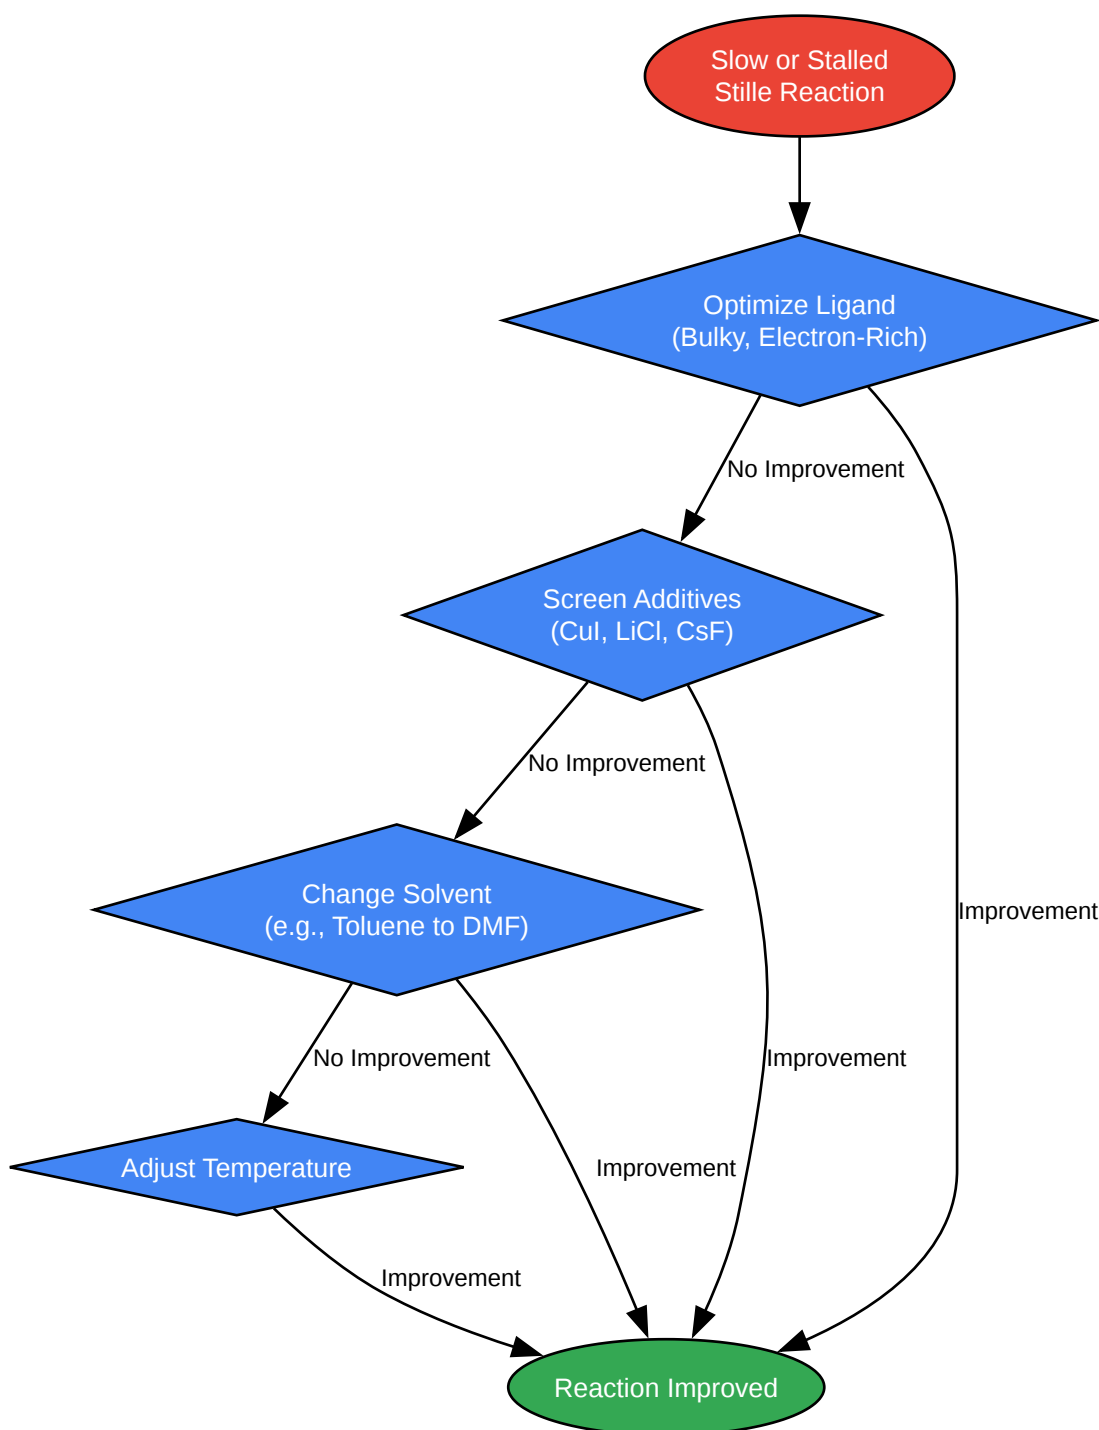 Slow or Stalled
Stille Reaction
Optimize Ligand
(Bulky, Electron-Rich)
No Improvement
Screen Additives
(CuI, LiCl, CsF)
No Improvement
Change Solvent
(e.g., Toluene to DMF)
Improvement
No Improvement
Improvement
Adjust Temperature
Improvement
Improvement
Reaction Improved